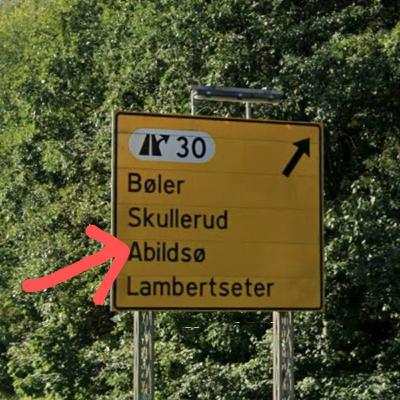 30
Bøler
Skullerud
Abildsø
Lambertseter